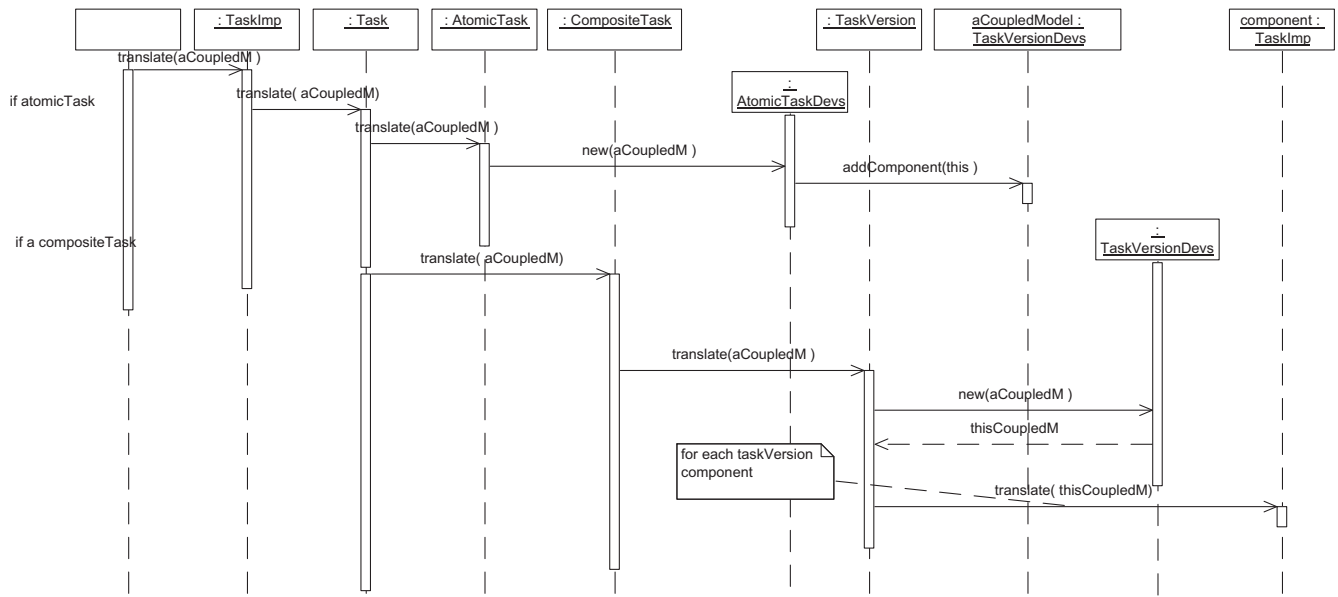 : TaskImp
: Task
: AtomicTask
: CompositeTask
: TaskVersion
aCoupledModel :
TaskVersionDevs
component :
TaskImp
translate(aCoupledM )
if atomicTask
translate( aCoupledM)
:
AtomicTaskDevs
translate(aCoupledM )
new(aCoupledM )
addComponent(this )
if a compositeTask
:
TaskVersionDevs
translate( aCoupledM)
translate(aCoupledM )
new(aCoupledM )
thisCoupledM
for each taskVersion
component
translate( thisCoupledM)